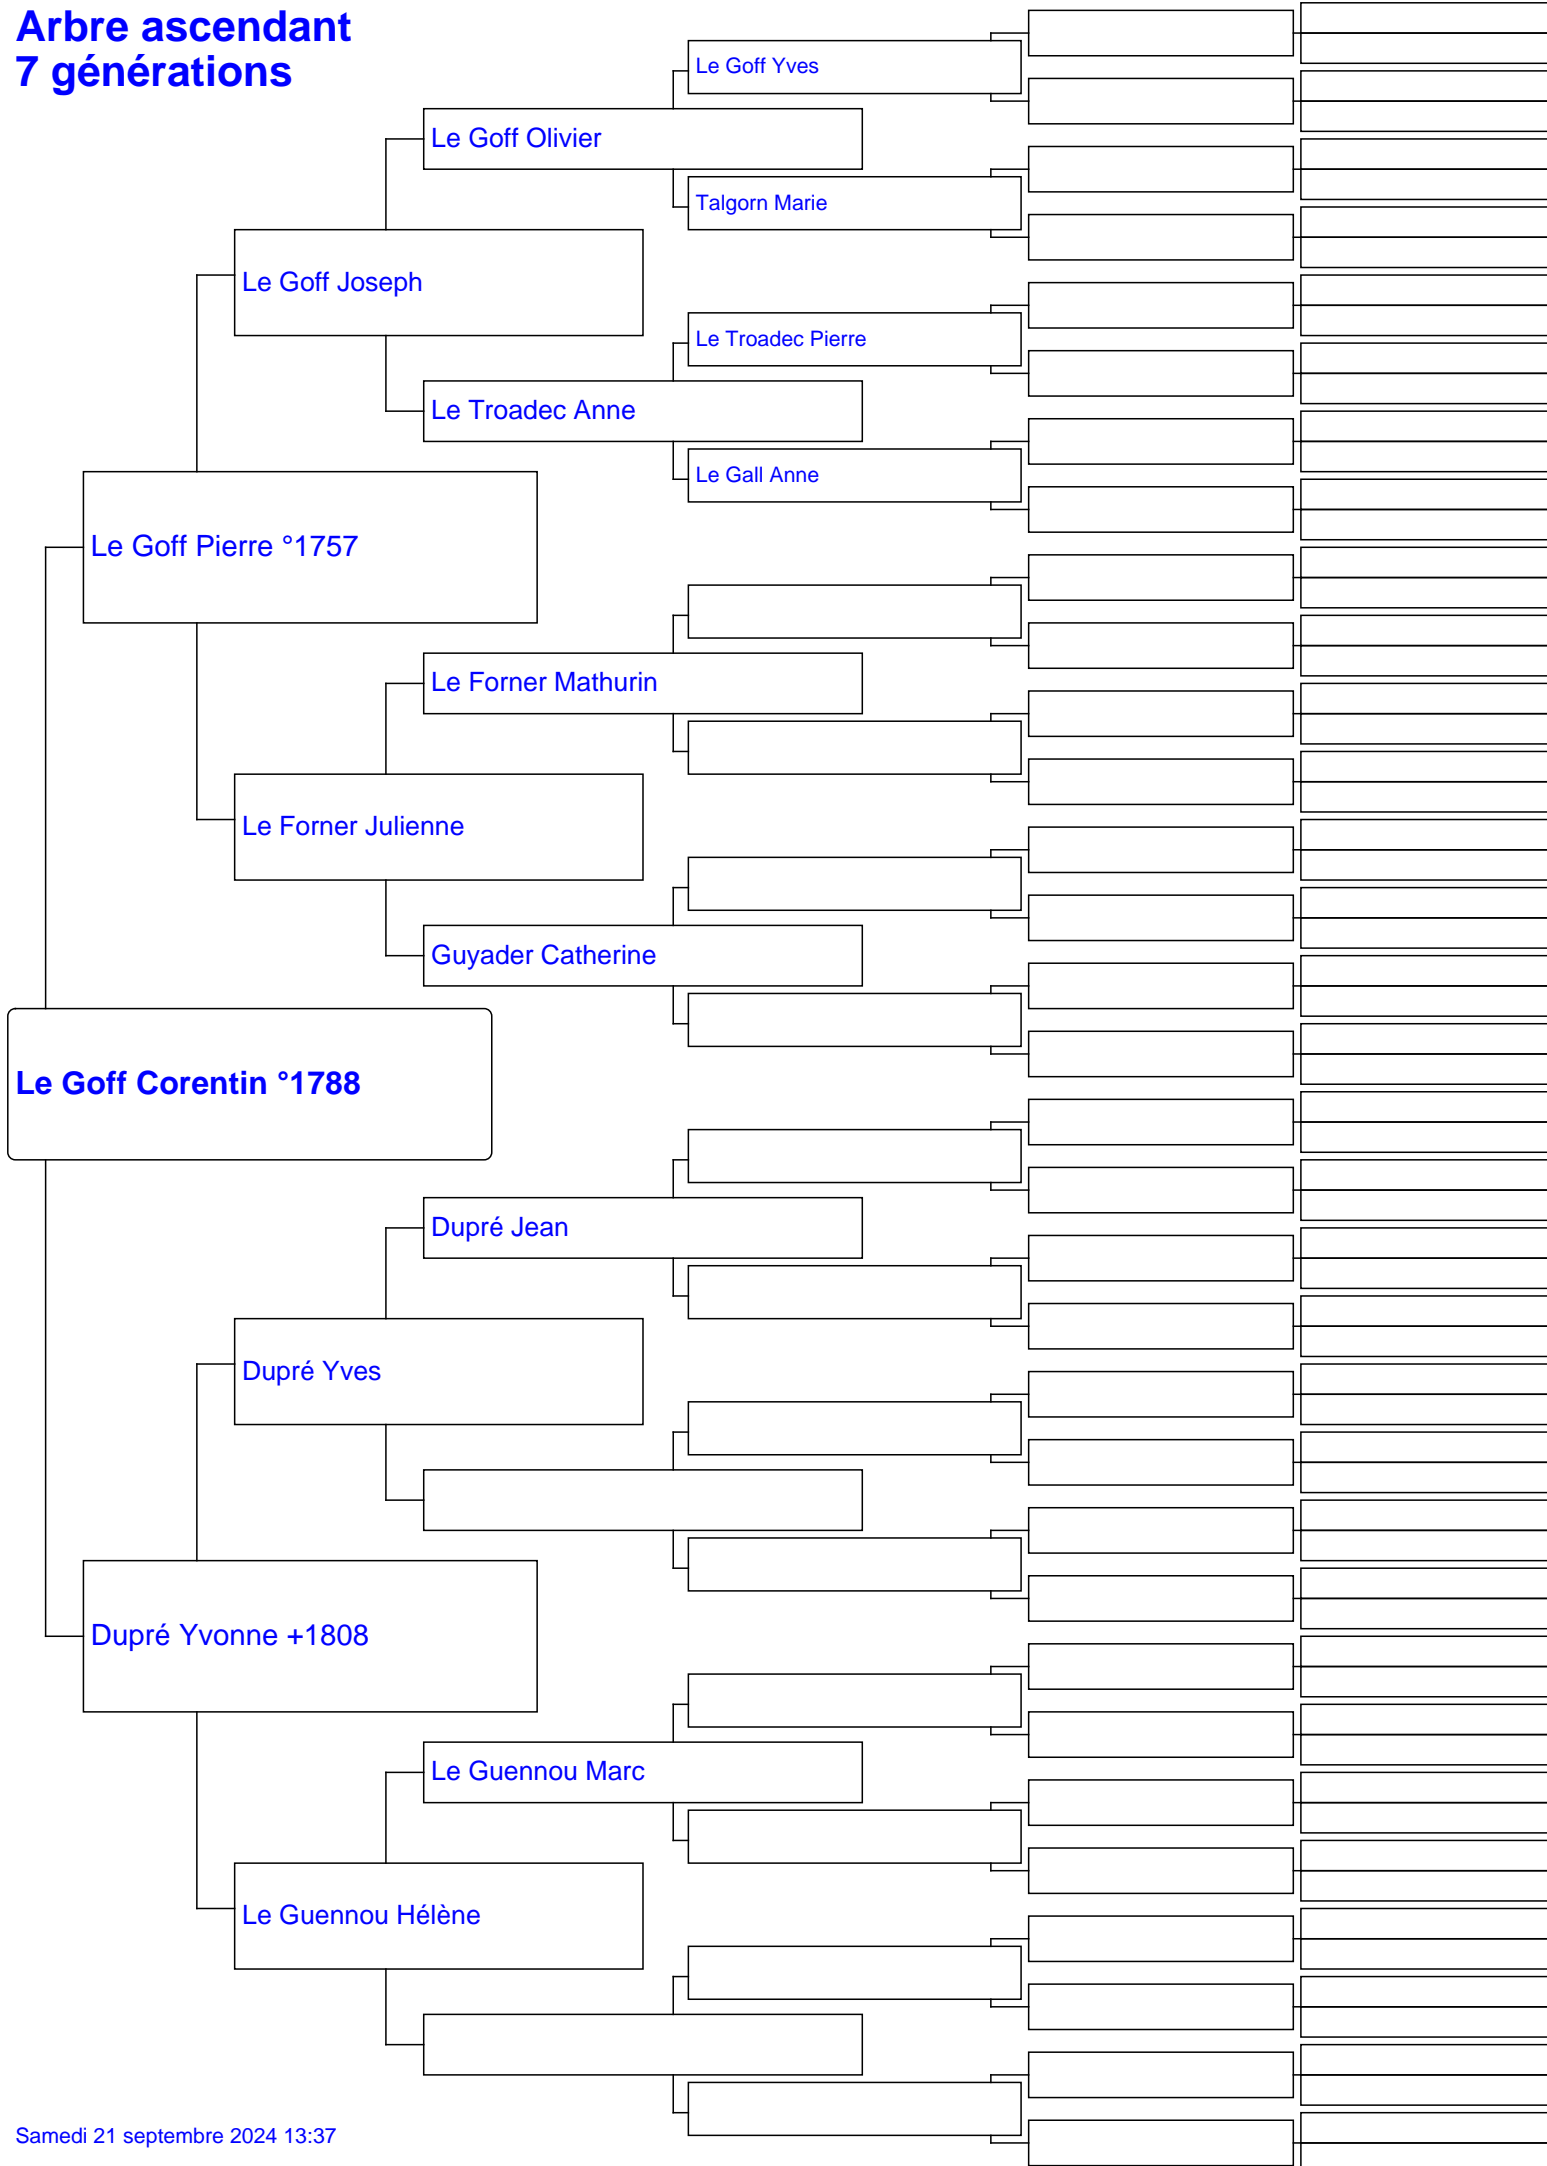 Arbre ascendant
7 générations
Le Goff Yves
Le Goff Olivier
Talgorn Marie
Le Goff Joseph
Le Troadec Pierre
Le Troadec Anne
Le Gall Anne
Le Goff Pierre °1757
Le Forner Mathurin
Le Forner Julienne
Guyader Catherine
Le Goff Corentin °1788
Dupré Jean
Dupré Yves
Dupré Yvonne +1808
Le Guennou Marc
Le Guennou Hélène
Samedi 21 septembre 2024 13:37